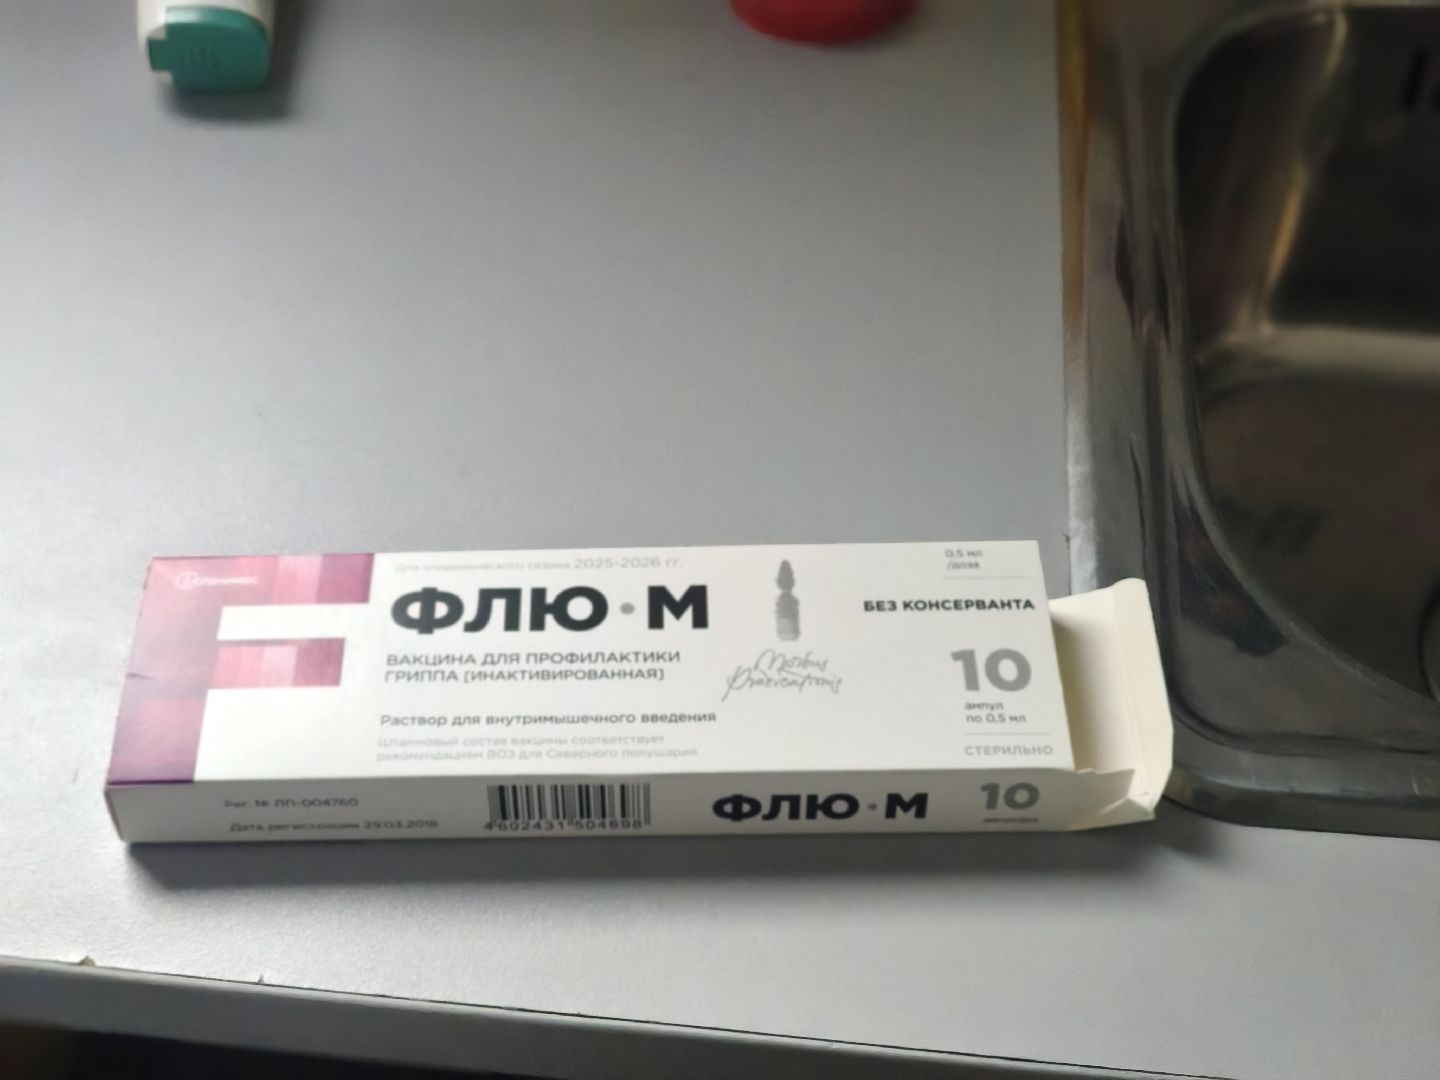 Для эпидемического сезона 2025-2026 гг.
ФЛЮ•М
ВАКЦИНА ДЛЯ ПРОФИЛАКТИКИ
ГРИППА [ИНАКТИВИРОВАННАЯ]
Раствор для внутримышечного введения
Штаммовый состав вакцины соответствует
рекомендациям ВОЗ для Северного полушария
0,5 мл
/доза
БЕЗ КОНСЕРВАНТА
10
ампул
по 0,5 мл
СТЕРИЛЬНО
Рег. № ЛП-004760
Дата регистрации 29.03.2018
4 602431 504698
ФЛЮ•М
10